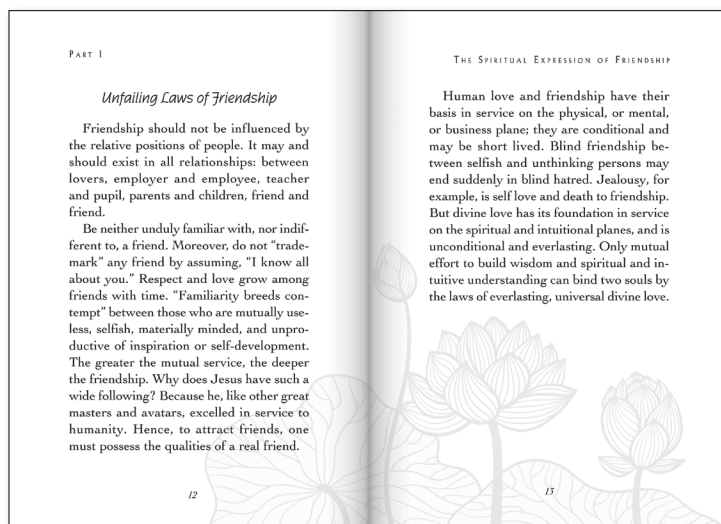 PART I
Unfailing Laws of Friendship
Friendship should not be influenced by
the relative positions of people. It may and
should exist in all relationships: between
lovers, employer and employee, teacher
and pupil, parents and children, friend and
friend.
Be neither unduly familiar with, nor indif-
ferent to, a friend. Moreover, do not “trade-
mark” any friend by assuming, “I know all
about you.” Respect and love grow among
friends with time. “Familiarity breeds con-
tempt” between those who are mutually use-
less, selfish, materially minded, and unpro-
ductive of inspiration or self-development.
The greater the mutual service, the deeper
the friendship. Why does Jesus have such a
wide following? Because he, like other great
masters and avatars, excelled in service to
humanity. Hence, to attract friends, one
must possess the qualities of a real friend.
12
THE SPIRITUAL EXPRESSION OF FRIENDSHIP
Human love and friendship have their
basis in service on the physical, or mental,
or business plane; they are conditional and
may be short lived. Blind friendship be-
tween selfish and unthinking persons may
end suddenly in blind hatred. Jealousy, for
example, is self love and death to friendship.
But divine love has its foundation in service
on the spiritual and intuitive planes, and is
unconditional and everlasting. Only mutual
effort to build wisdom and spiritual and in-
tuitive understanding can bind two souls by
the laws of everlasting, universal divine love.
13